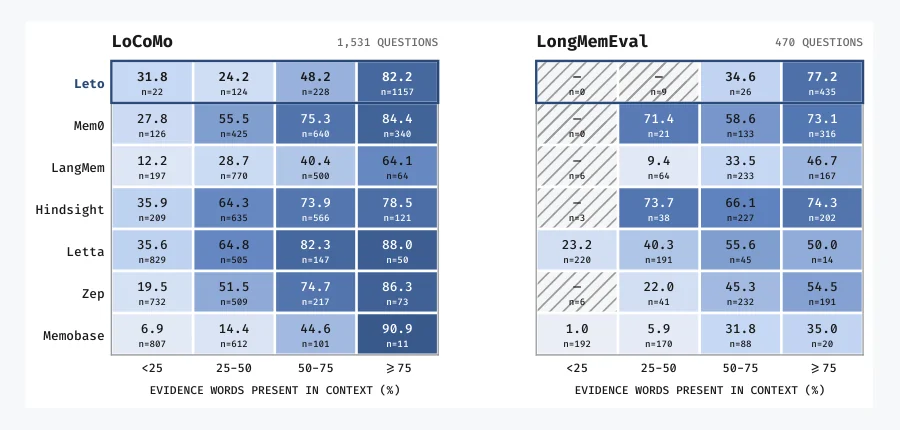 LoCoMo 1,531 QUESTIONS LongMemEval 470 QUESTIONS
Leto 31.8 24.2 48.2 82.2 — — 34.6 77.2
n=22 n=124 n=228 n=1157 n=0 n=9 n=26 n=435
Mem0 27.8 55.5 75.3 84.4 — 71.4 58.6 73.1
n=126 n=425 n=640 n=340 n=0 n=21 n=133 n=316
LangMem 12.2 28.7 40.4 64.1 — 9.4 33.5 46.7
n=197 n=770 n=500 n=64 n=6 n=64 n=233 n=167
Hindsight 35.9 64.3 73.9 78.5 — 73.7 66.1 74.3
n=209 n=635 n=566 n=121 n=3 n=38 n=227 n=202
Letta 35.6 64.8 82.3 88.0 23.2 40.3 55.6 50.0
n=829 n=505 n=147 n=50 n=220 n=191 n=45 n=14
Zep 19.5 51.5 74.7 86.3 — 22.0 45.3 54.5
n=732 n=509 n=217 n=73 n=6 n=41 n=232 n=191
Memobase 6.9 14.4 44.6 90.9 1.0 5.9 31.8 35.0
n=807 n=612 n=101 n=11 n=192 n=170 n=88 n=20
<25 25–50 50–75 ≥75 <25 25–50 50–75 ≥75
EVIDENCE WORDS PRESENT IN CONTEXT (%) EVIDENCE WORDS PRESENT IN CONTEXT (%)